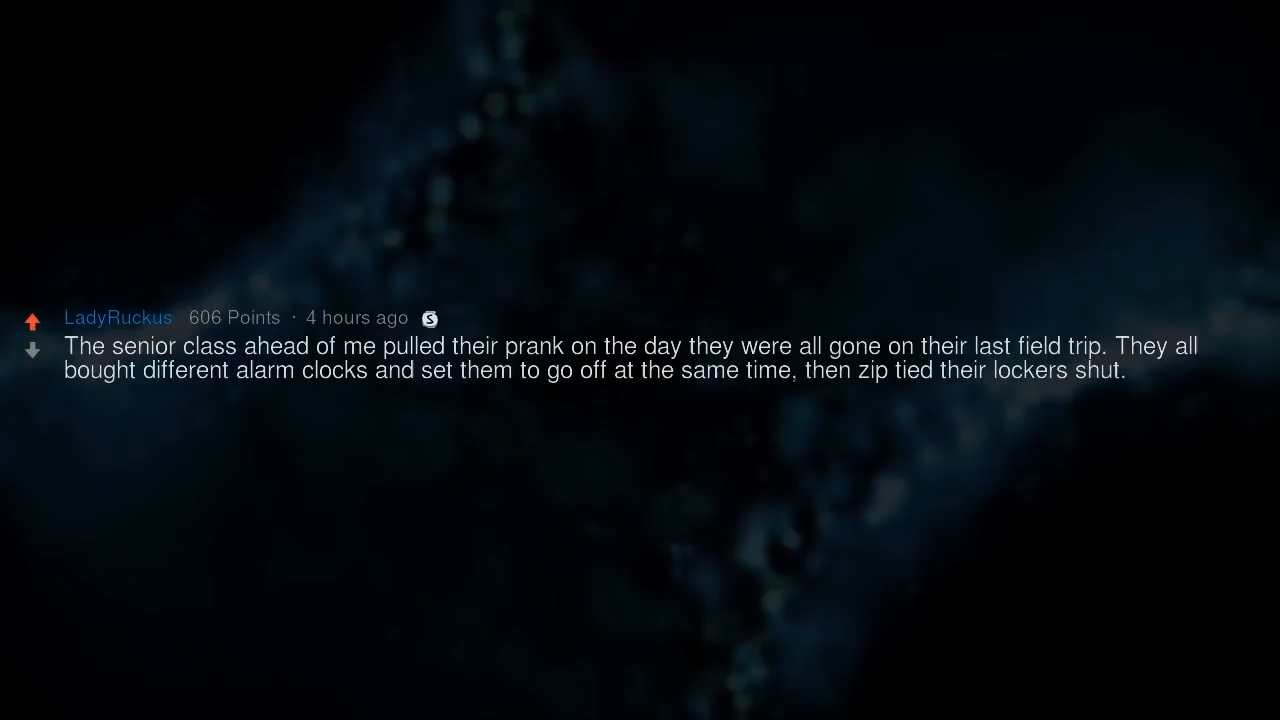 LadyRuckus 606 Points · 4 hours ago S
The senior class ahead of me pulled their prank on the day they were all gone on their last field trip. They all
bought different alarm clocks and set them to go off at the same time, then zip tied their lockers shut.